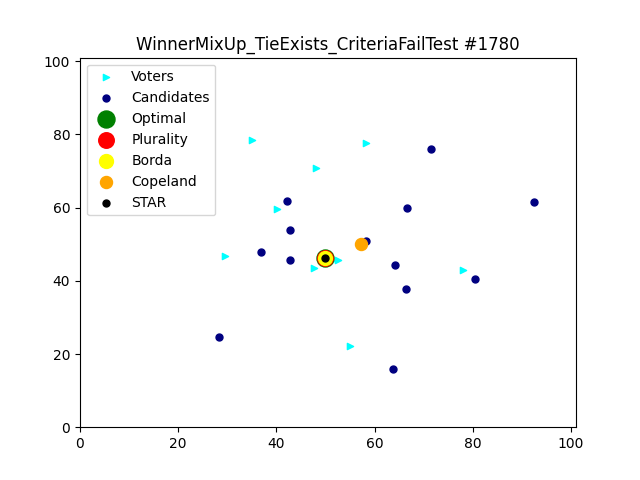 WinnerMixUp_TieExists_CriteriaFailTest #1780
100
80
60
40
20
0
Voters
Candidates
Optimal
Plurality
Borda
Copeland
STAR
0 20 40 60 80 100